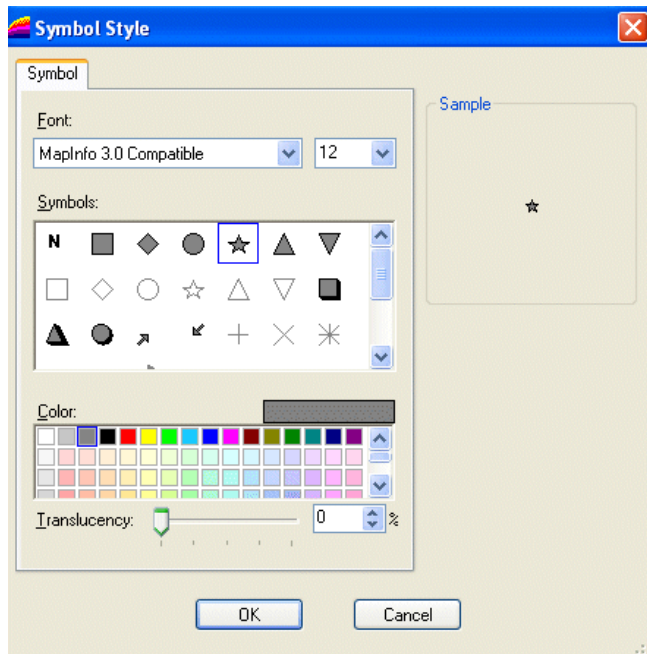 Symbol Style
Symbol
Font:
MapInfo 3.0 Compatible
12
Symbols:
N
Color:
Translucency:
0
%
Sample
OK
Cancel